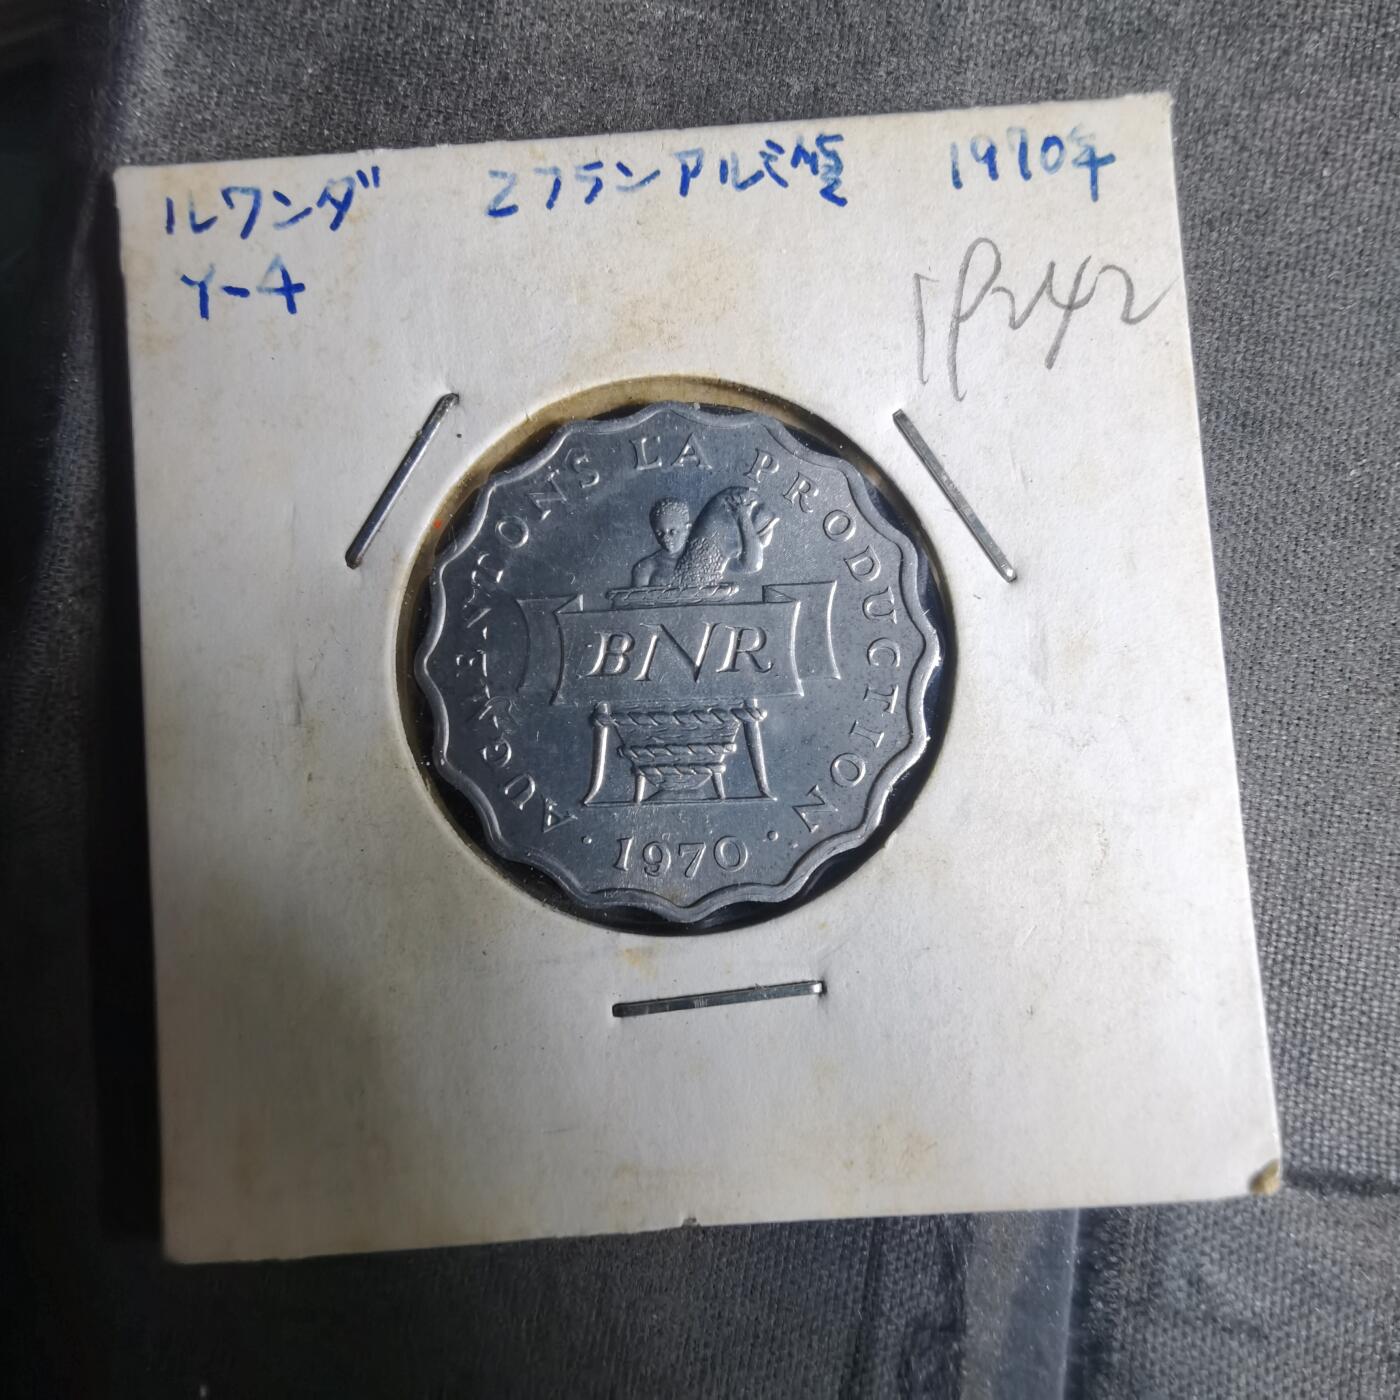 ルワンダ 2フラン アルミ貨 1970年
Y-4
AUGMENTONS LA PRODUCTION
BNR
· 1970 ·